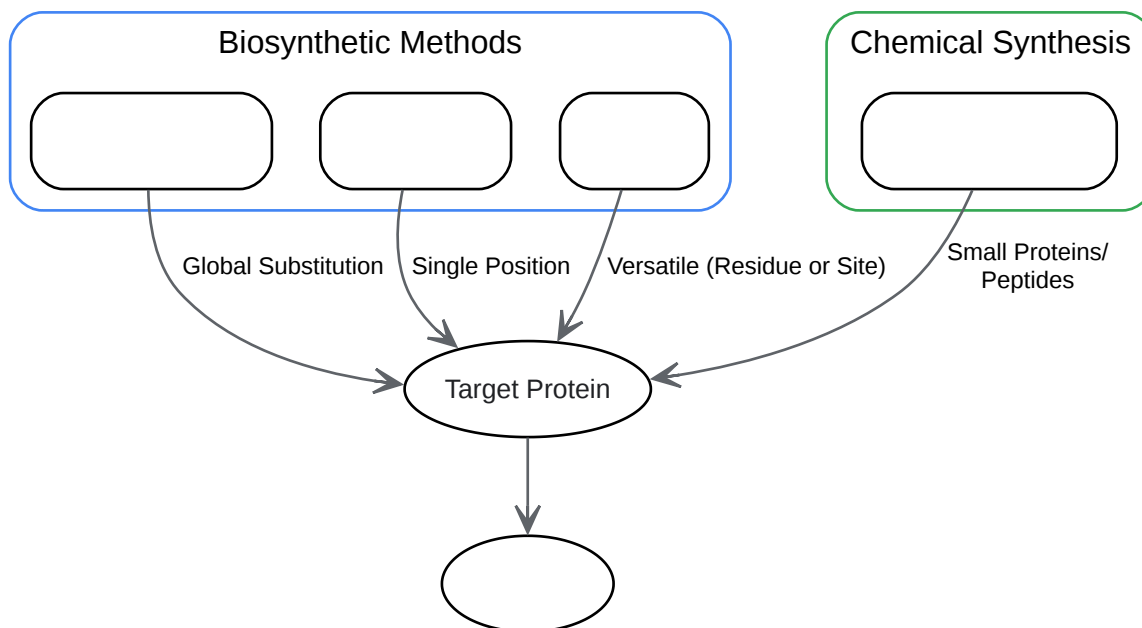 Biosynthetic Methods
Chemical Synthesis
Global Substitution
Single Position
Versatile (Residue or Site)
Small Proteins/
Peptides
Target Protein